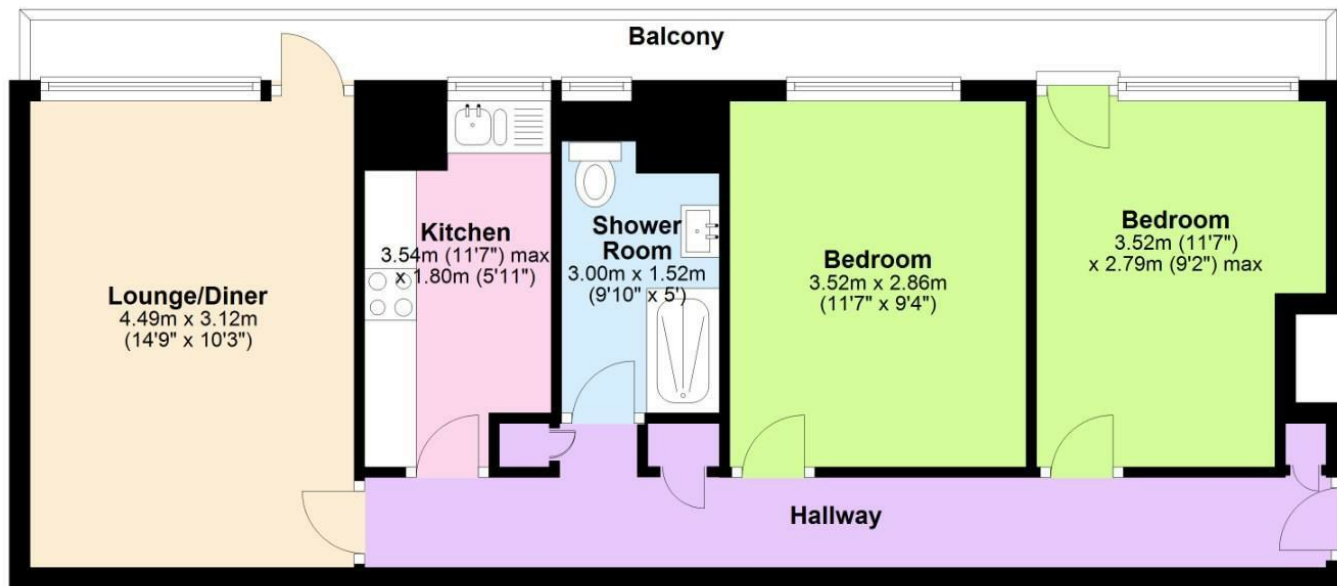 Balcony
Lounge/Diner
4.49m x 3.12m
(14'9" x 10'3")
Kitchen
3.54m (11'7") max
x 1.80m (5'11")
Shower
Room
3.00m x 1.52m
(9'10" x 5')
Bedroom
3.52m x 2.86m
(11'7" x 9'4")
Bedroom
3.52m (11'7")
x 2.79m (9'2") max
Hallway